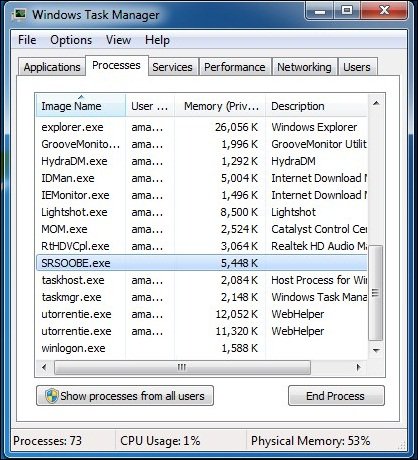 Windows Task Manager
File Options View Help
Applications Processes Services Performance Networking Users
Image Name User ... Memory (Priv... Description
explorer.exe ama... 26,056 K Windows Explorer
GrooveMonito... ama... 1,996 K GrooveMonitor Utilit
HydraDM.exe ama... 1,292 K HydraDM
IDMan.exe ama... 5,004 K Internet Download M
IEMonitor.exe ama... 1,496 K Internet Download M
Lightshot.exe ama... 8,500 K Lightshot
MOM.exe ama... 2,524 K Catalyst Control Cen
RtHDVCpl.exe ama... 3,064 K Realtek HD Audio Ma
SRSOOBE.exe 5,448 K
taskhost.exe ama... 2,084 K Host Process for Win
taskmgr.exe ama... 2,148 K Windows Task Mana
utorrentie.exe ama... 12,052 K WebHelper
utorrentie.exe ama... 11,320 K WebHelper
winlogon.exe 1,588 K
Show processes from all users End Process
Processes: 73 CPU Usage: 1% Physical Memory: 53%